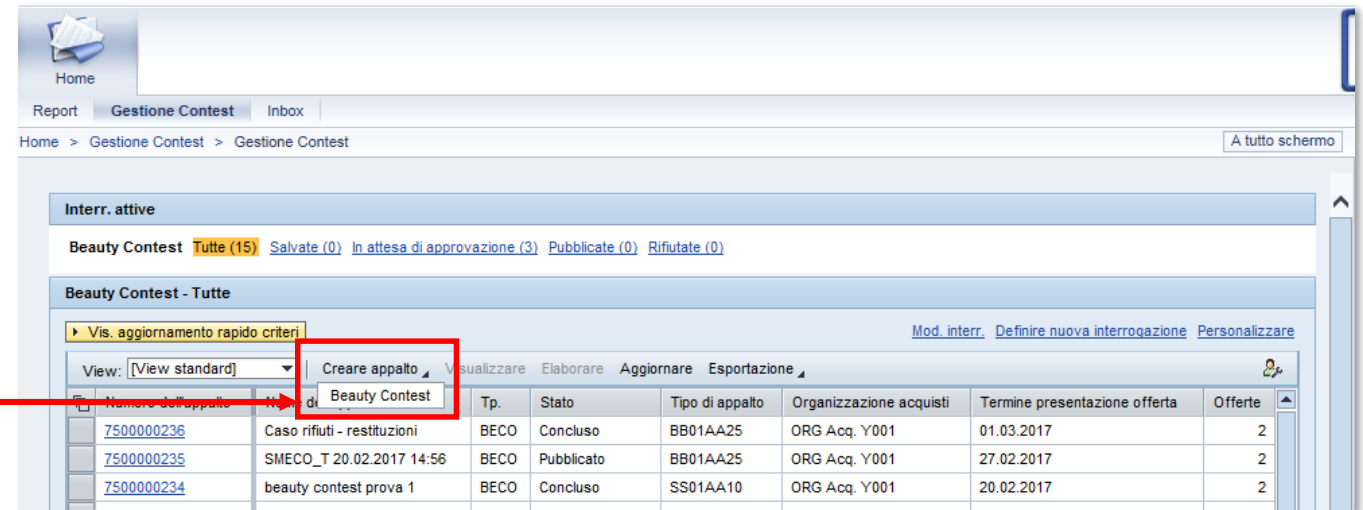 Home
Report Gestione Contest Inbox
Home > Gestione Contest > Gestione Contest A tutto schermo
Interr. attive
Beauty Contest Tutte (15) Salvate (0) In attesa di approvazione (3) Pubblicate (0) Rifiutate (0)
Beauty Contest - Tutte
Vis. aggiornamento rapido criteri Mod. interr. Definire nuova interrogazione Personalizzare
View: [View standard] Creare appalto Visualizzare Elaborare Aggiornare Esportazione
Beauty Contest
Numero dell'appalto Tp. Stato Tipo di appalto Organizzazione acquisti Termine presentazione offerta Offerte
7500000236 Caso rifiuti - restituzioni BECO Concluso BB01AA25 ORG Acq. Y001 01.03.2017 2
7500000235 SMECO_T 20.02.2017 14:56 BECO Pubblicato BB01AA25 ORG Acq. Y001 27.02.2017 2
7500000234 beauty contest prova 1 BECO Concluso SS01AA10 ORG Acq. Y001 20.02.2017 2